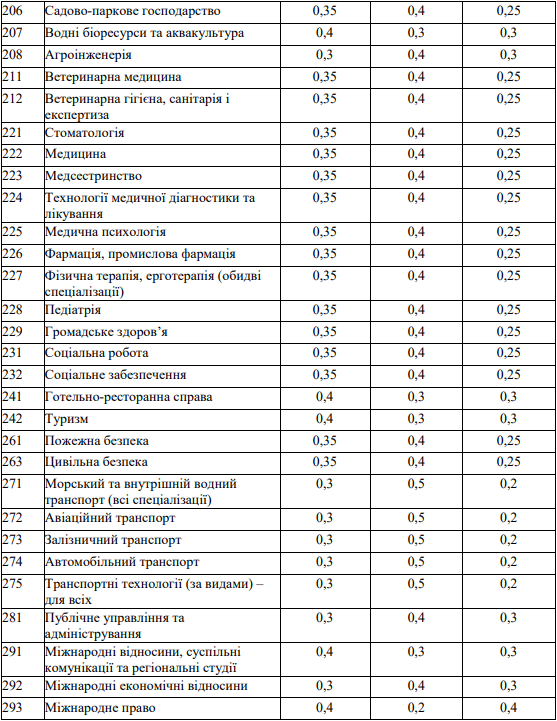 206 Садово-паркове господарство 0,35 0,4 0,25
207 Водні біоресурси та аквакультура 0,4 0,3 0,3
208 Агроінженерія 0,3 0,4 0,3
211 Ветеринарна медицина 0,35 0,4 0,25
212 Ветеринарна гігієна, санітарія і 0,35 0,4 0,25
експертиза
221 Стоматологія 0,35 0,4 0,25
222 Медицина 0,35 0,4 0,25
223 Медсестринство 0,35 0,4 0,25
224 Технології медичної діагностики та 0,35 0,4 0,25
лікування
225 Медична психологія 0,35 0,4 0,25
226 Фармація, промислова фармація 0,35 0,4 0,25
227 Фізична терапія, ерготерапія (обидві 0,35 0,4 0,25
спеціалізації)
228 Педіатрія 0,35 0,4 0,25
229 Громадське здоров’я 0,35 0,4 0,25
231 Соціальна робота 0,35 0,4 0,25
232 Соціальне забезпечення 0,35 0,4 0,25
241 Готельно-ресторанна справа 0,4 0,3 0,3
242 Туризм 0,4 0,3 0,3
261 Пожежна безпека 0,35 0,4 0,25
263 Цивільна безпека 0,35 0,4 0,25
271 Морський та внутрішній водний 0,3 0,5 0,2
транспорт (всі спеціалізації)
272 Авіаційний транспорт 0,3 0,5 0,2
273 Залізничний транспорт 0,3 0,5 0,2
274 Автомобільний транспорт 0,3 0,5 0,2
275 Транспортні технології (за видами) – 0,3 0,5 0,2
для всіх
281 Публічне управління та 0,3 0,4 0,3
адміністрування
291 Міжнародні відносини, суспільні 0,4 0,3 0,3
комунікації та регіональні студії
292 Міжнародні економічні відносини 0,3 0,4 0,3
293 Міжнародне право 0,4 0,2 0,4